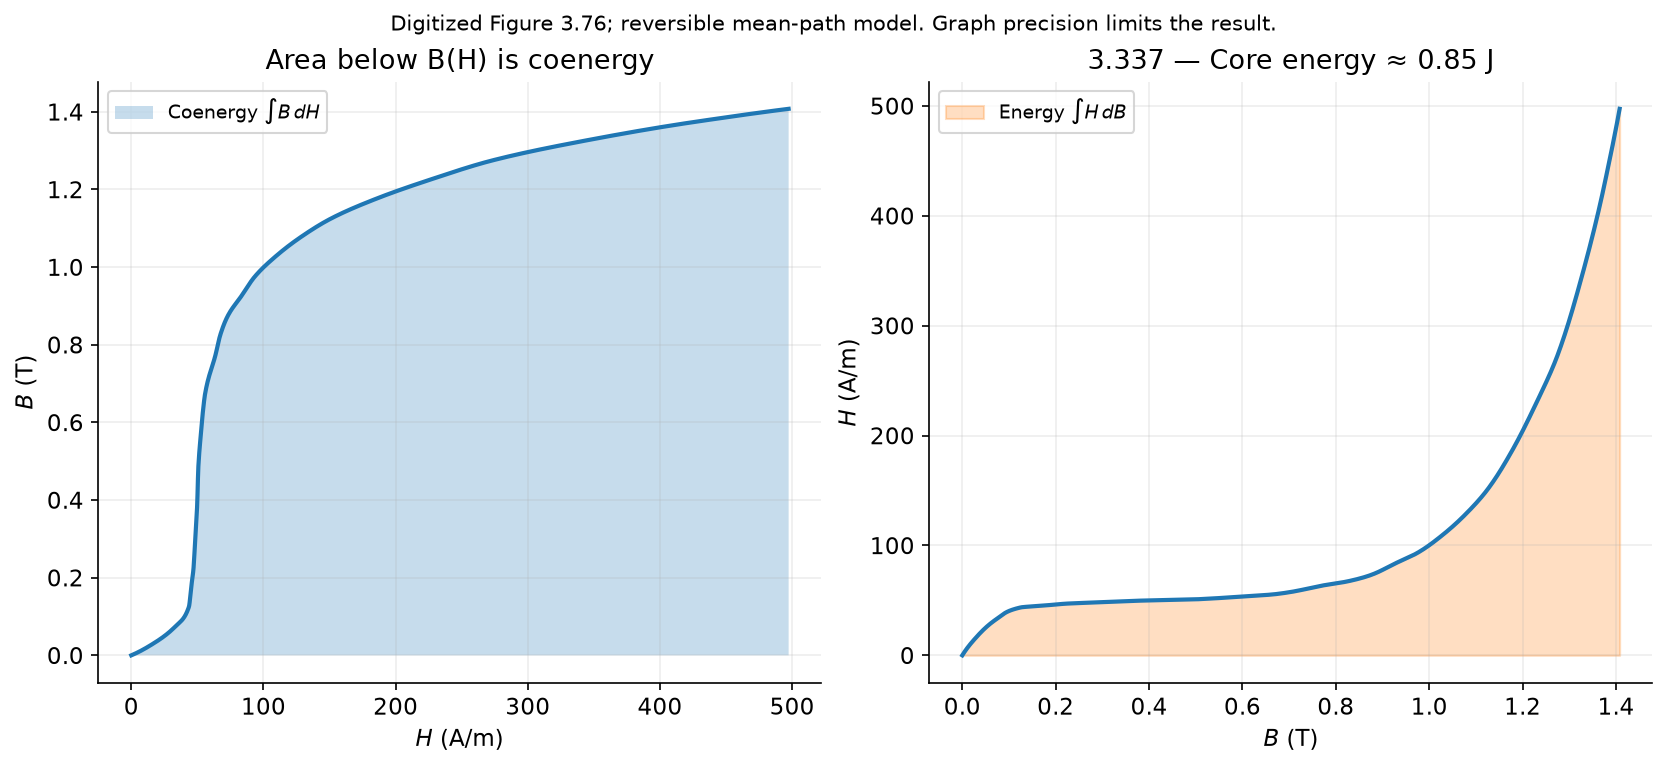 Digitized Figure 3.76; reversible mean-path model. Graph precision limits the result.
Area below B(H) is coenergy
Coenergy ∫B dH
1.4
1.2
1.0
0.8
0.6
0.4
0.2
0.0
B (T)
0 100 200 300 400 500
H (A/m)
3.337 — Core energy ≈ 0.85 J
Energy ∫H dB
500
400
300
200
100
0
H (A/m)
0.0 0.2 0.4 0.6 0.8 1.0 1.2 1.4
B (T)